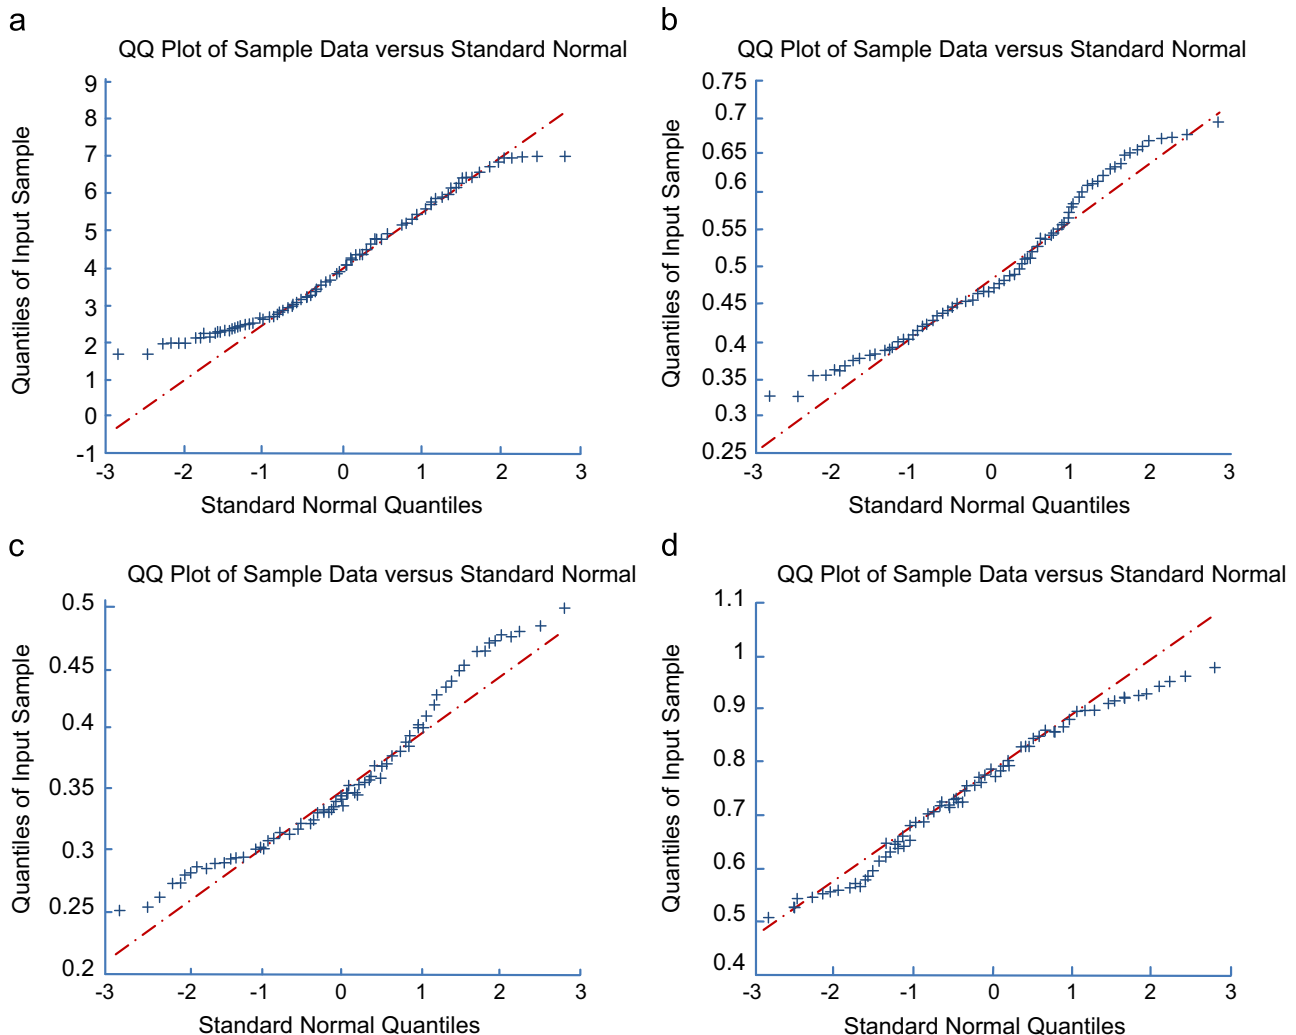 a
QQ Plot of Sample Data versus Standard Normal
Quantiles of Input Sample
9
8
7
6
5
4
3
2
1
0
-1
-3 -2 -1 0 1 2 3
Standard Normal Quantiles
b
QQ Plot of Sample Data versus Standard Normal
Quantiles of Input Sample
0.75
0.7
0.65
0.6
0.55
0.5
0.45
0.4
0.35
0.3
0.25
-3 -2 -1 0 1 2 3
Standard Normal Quantiles
c
QQ Plot of Sample Data versus Standard Normal
Quantiles of Input Sample
0.5
0.45
0.4
0.35
0.3
0.25
0.2
-3 -2 -1 0 1 2 3
Standard Normal Quantiles
d
QQ Plot of Sample Data versus Standard Normal
Quantiles of Input Sample
1.1
1
0.9
0.8
0.7
0.6
0.5
0.4
-3 -2 -1 0 1 2 3
Standard Normal Quantiles